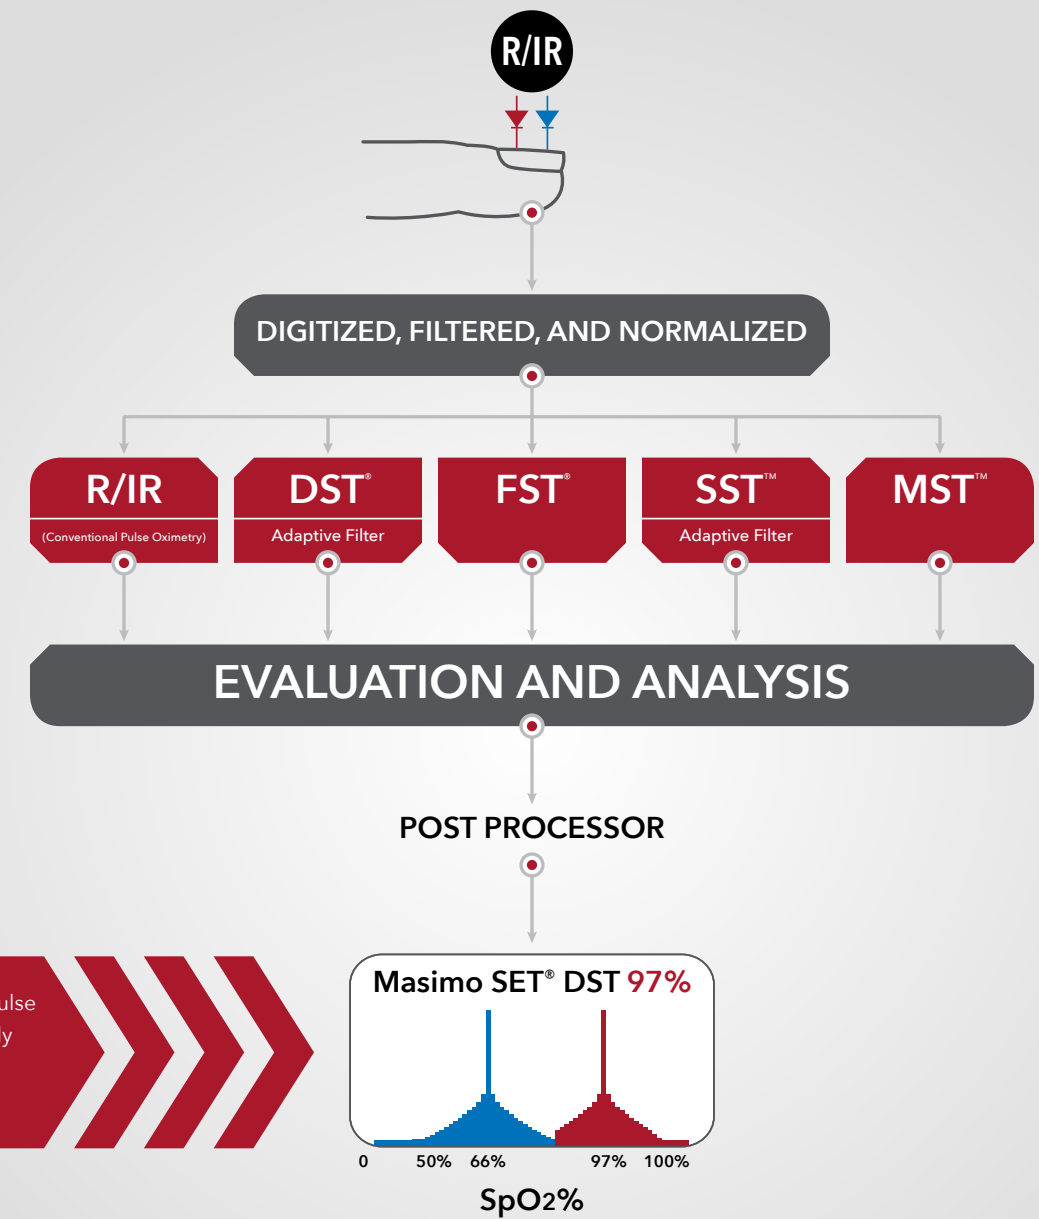 R/IR
DIGITIZED, FILTERED, AND NORMALIZED
R/IR
(Conventional Pulse Oximetry)
DST®
Adaptive Filter
FST®
SST™
Adaptive Filter
MST™
EVALUATION AND ANALYSIS
POST PROCESSOR
Masimo SET® DST 97%
0 50% 66% 97% 100%
SpO2%